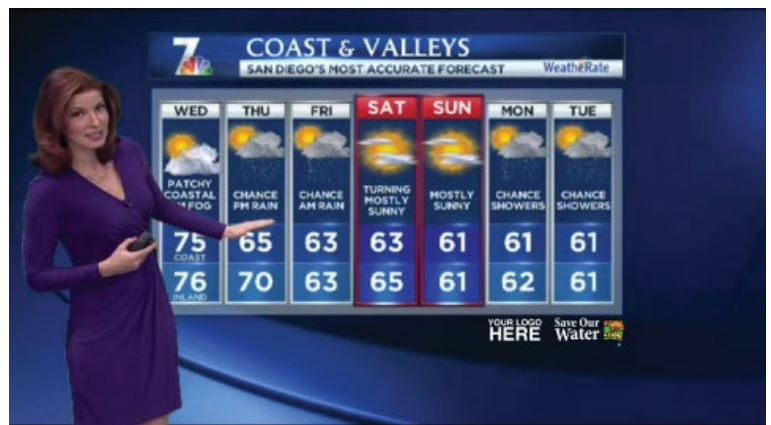 7
COAST & VALLEYS
SAN DIEGO'S MOST ACCURATE FORECAST
WeatheRate
WED THU FRI SAT SUN MON TUE
PATCHY
COASTAL
FOG
CHANCE
PM RAIN
CHANCE
AM RAIN
TURNING
MOSTLY
SUNNY
MOSTLY
SUNNY
CHANCE
SHOWERS
CHANCE
SHOWERS
75 65 63 63 61 61 61
COAST
76 70 63 65 61 62 61
INLAND
YOUR LOGO
HERE
Save Our
Water